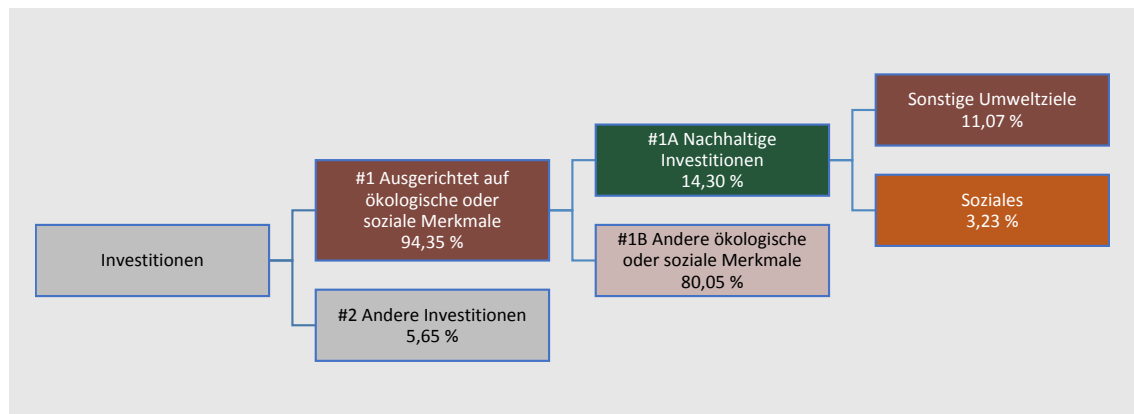 Investitionen
#1 Ausgerichtet auf
ökologische oder
soziale Merkmale
94,35 %
#2 Andere Investitionen
5,65 %
#1A Nachhaltige
Investitionen
14,30 %
#1B Andere ökologische
oder soziale Merkmale
80,05 %
Sonstige Umweltziele
11,07 %
Soziales
3,23 %